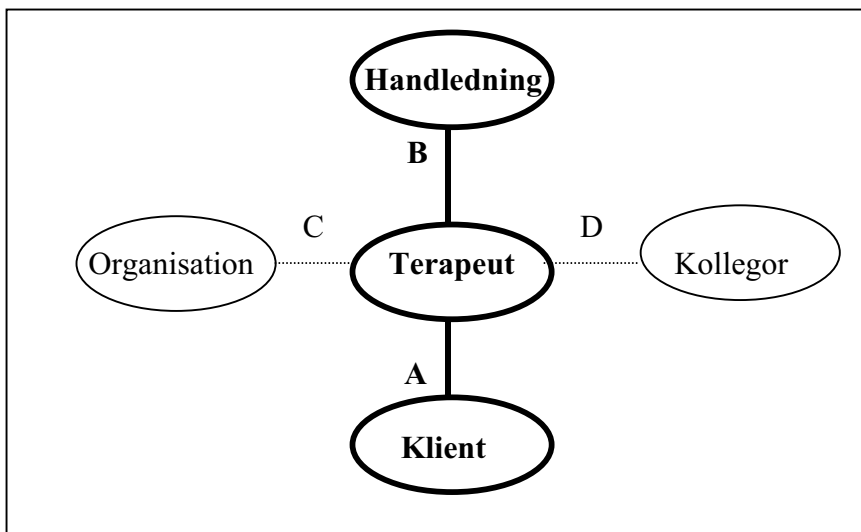 Handledning
B
C
D
Organisation
Terapeut
Kollegor
A
Klient